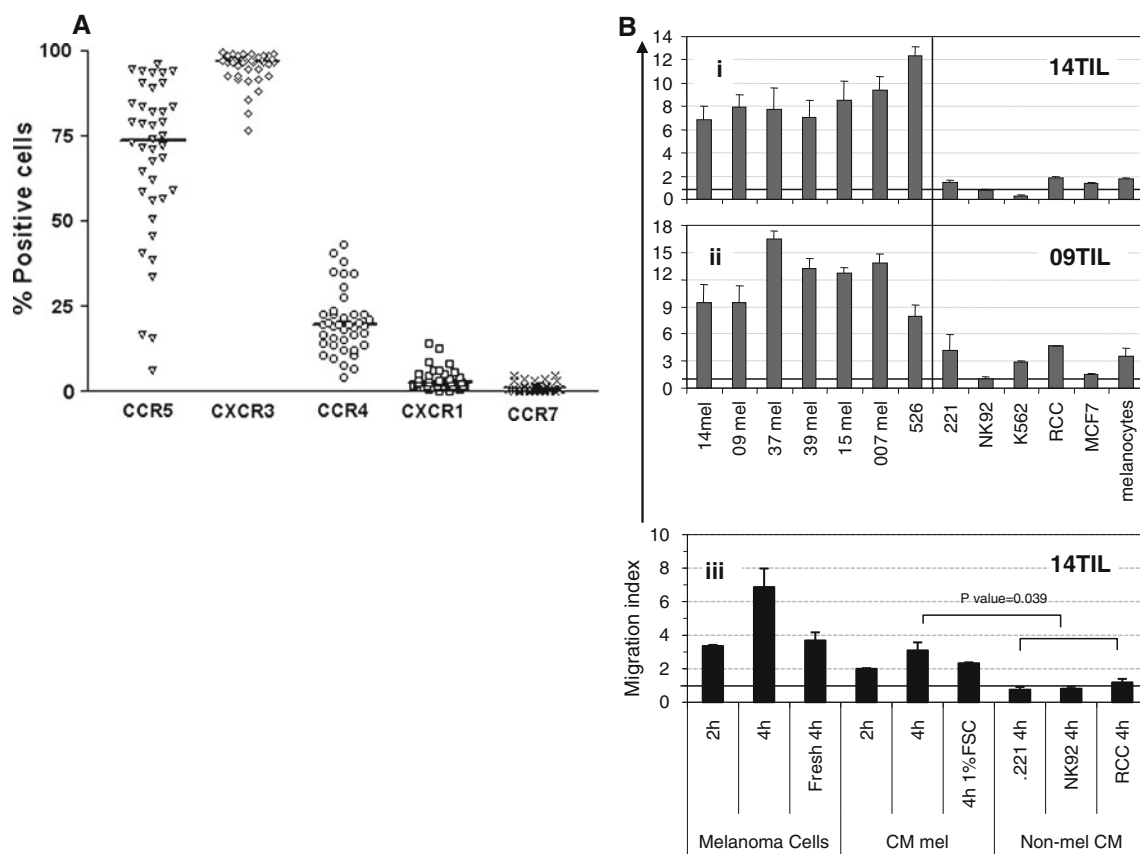 A
% Positive cells
100
75
50
25
0
CCR5 CXCR3 CCR4 CXCR1 CCR7
B
i
14TIL
14
12
10
8
6
4
2
0
ii
09TIL
18
15
12
9
6
3
0
14mel
09 mel
37 mel
39 mel
15 mel
007 mel
526
221
NK92
K562
RCC
MCF7
melanocytes
iii
14TIL
Migration index
10
8
6
4
2
0
P value=0.039
2h
4h
Fresh 4h
2h
4h
4h 1%FSC
.221 4h
NK92 4h
RCC 4h
Melanoma Cells CM mel Non-mel CM